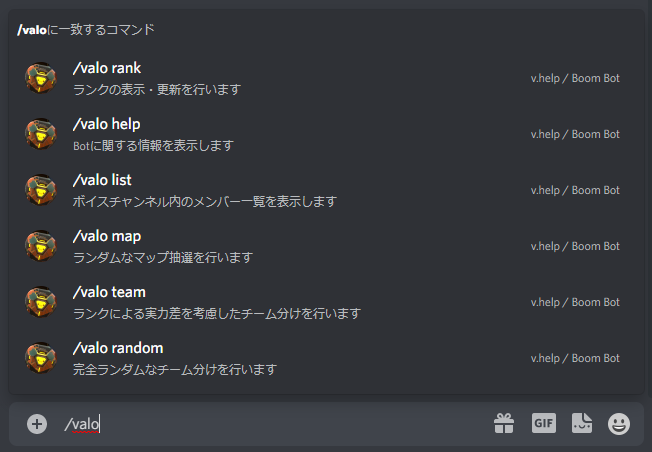 /valoに一致するコマンド
/valo rank
ランクの表示・更新を行います
v.help / Boom Bot
/valo help
Botに関する情報を表示します
v.help / Boom Bot
/valo list
ボイスチャンネル内のメンバー一覧を表示します
v.help / Boom Bot
/valo map
ランダムなマップ抽選を行います
v.help / Boom Bot
/valo team
ランクによる実力差を考慮したチーム分けを行います
v.help / Boom Bot
/valo random
完全ランダムなチーム分けを行います
v.help / Boom Bot
/valo
GIF